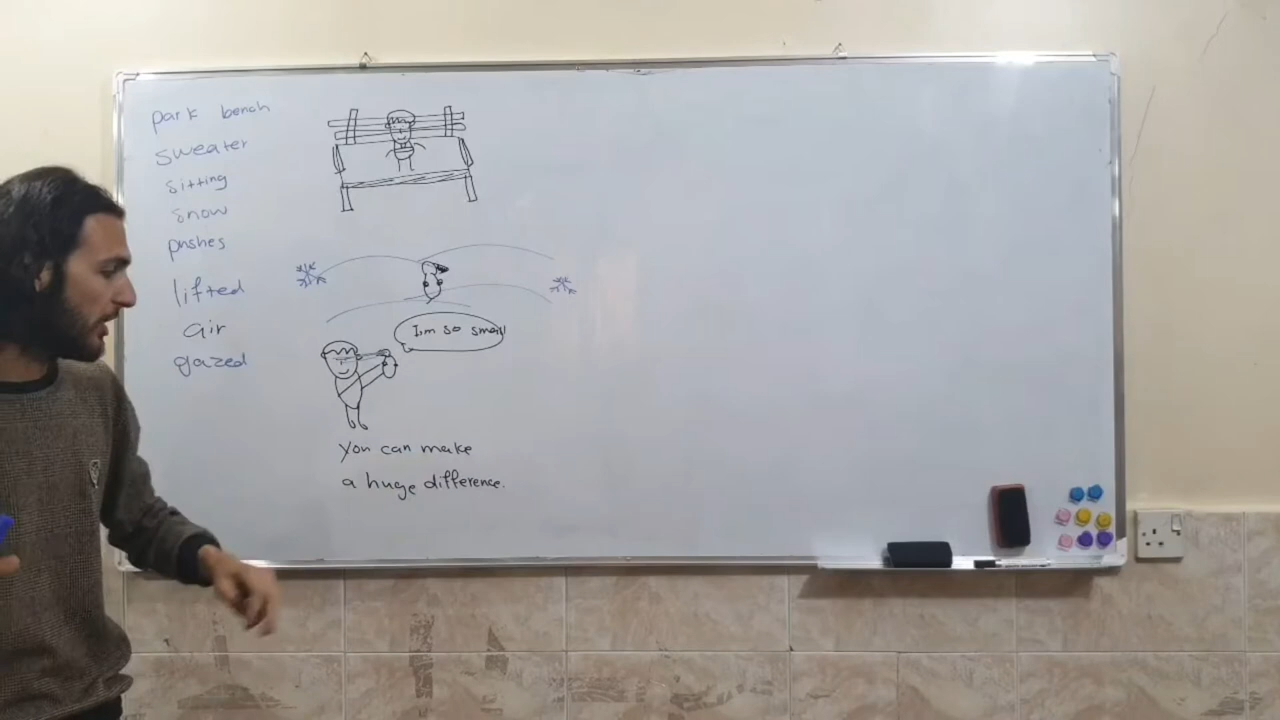 park bench
sweater
sitting
snow
pushes
lifted
air
gazed
I'm so small!
You can make
a huge difference.